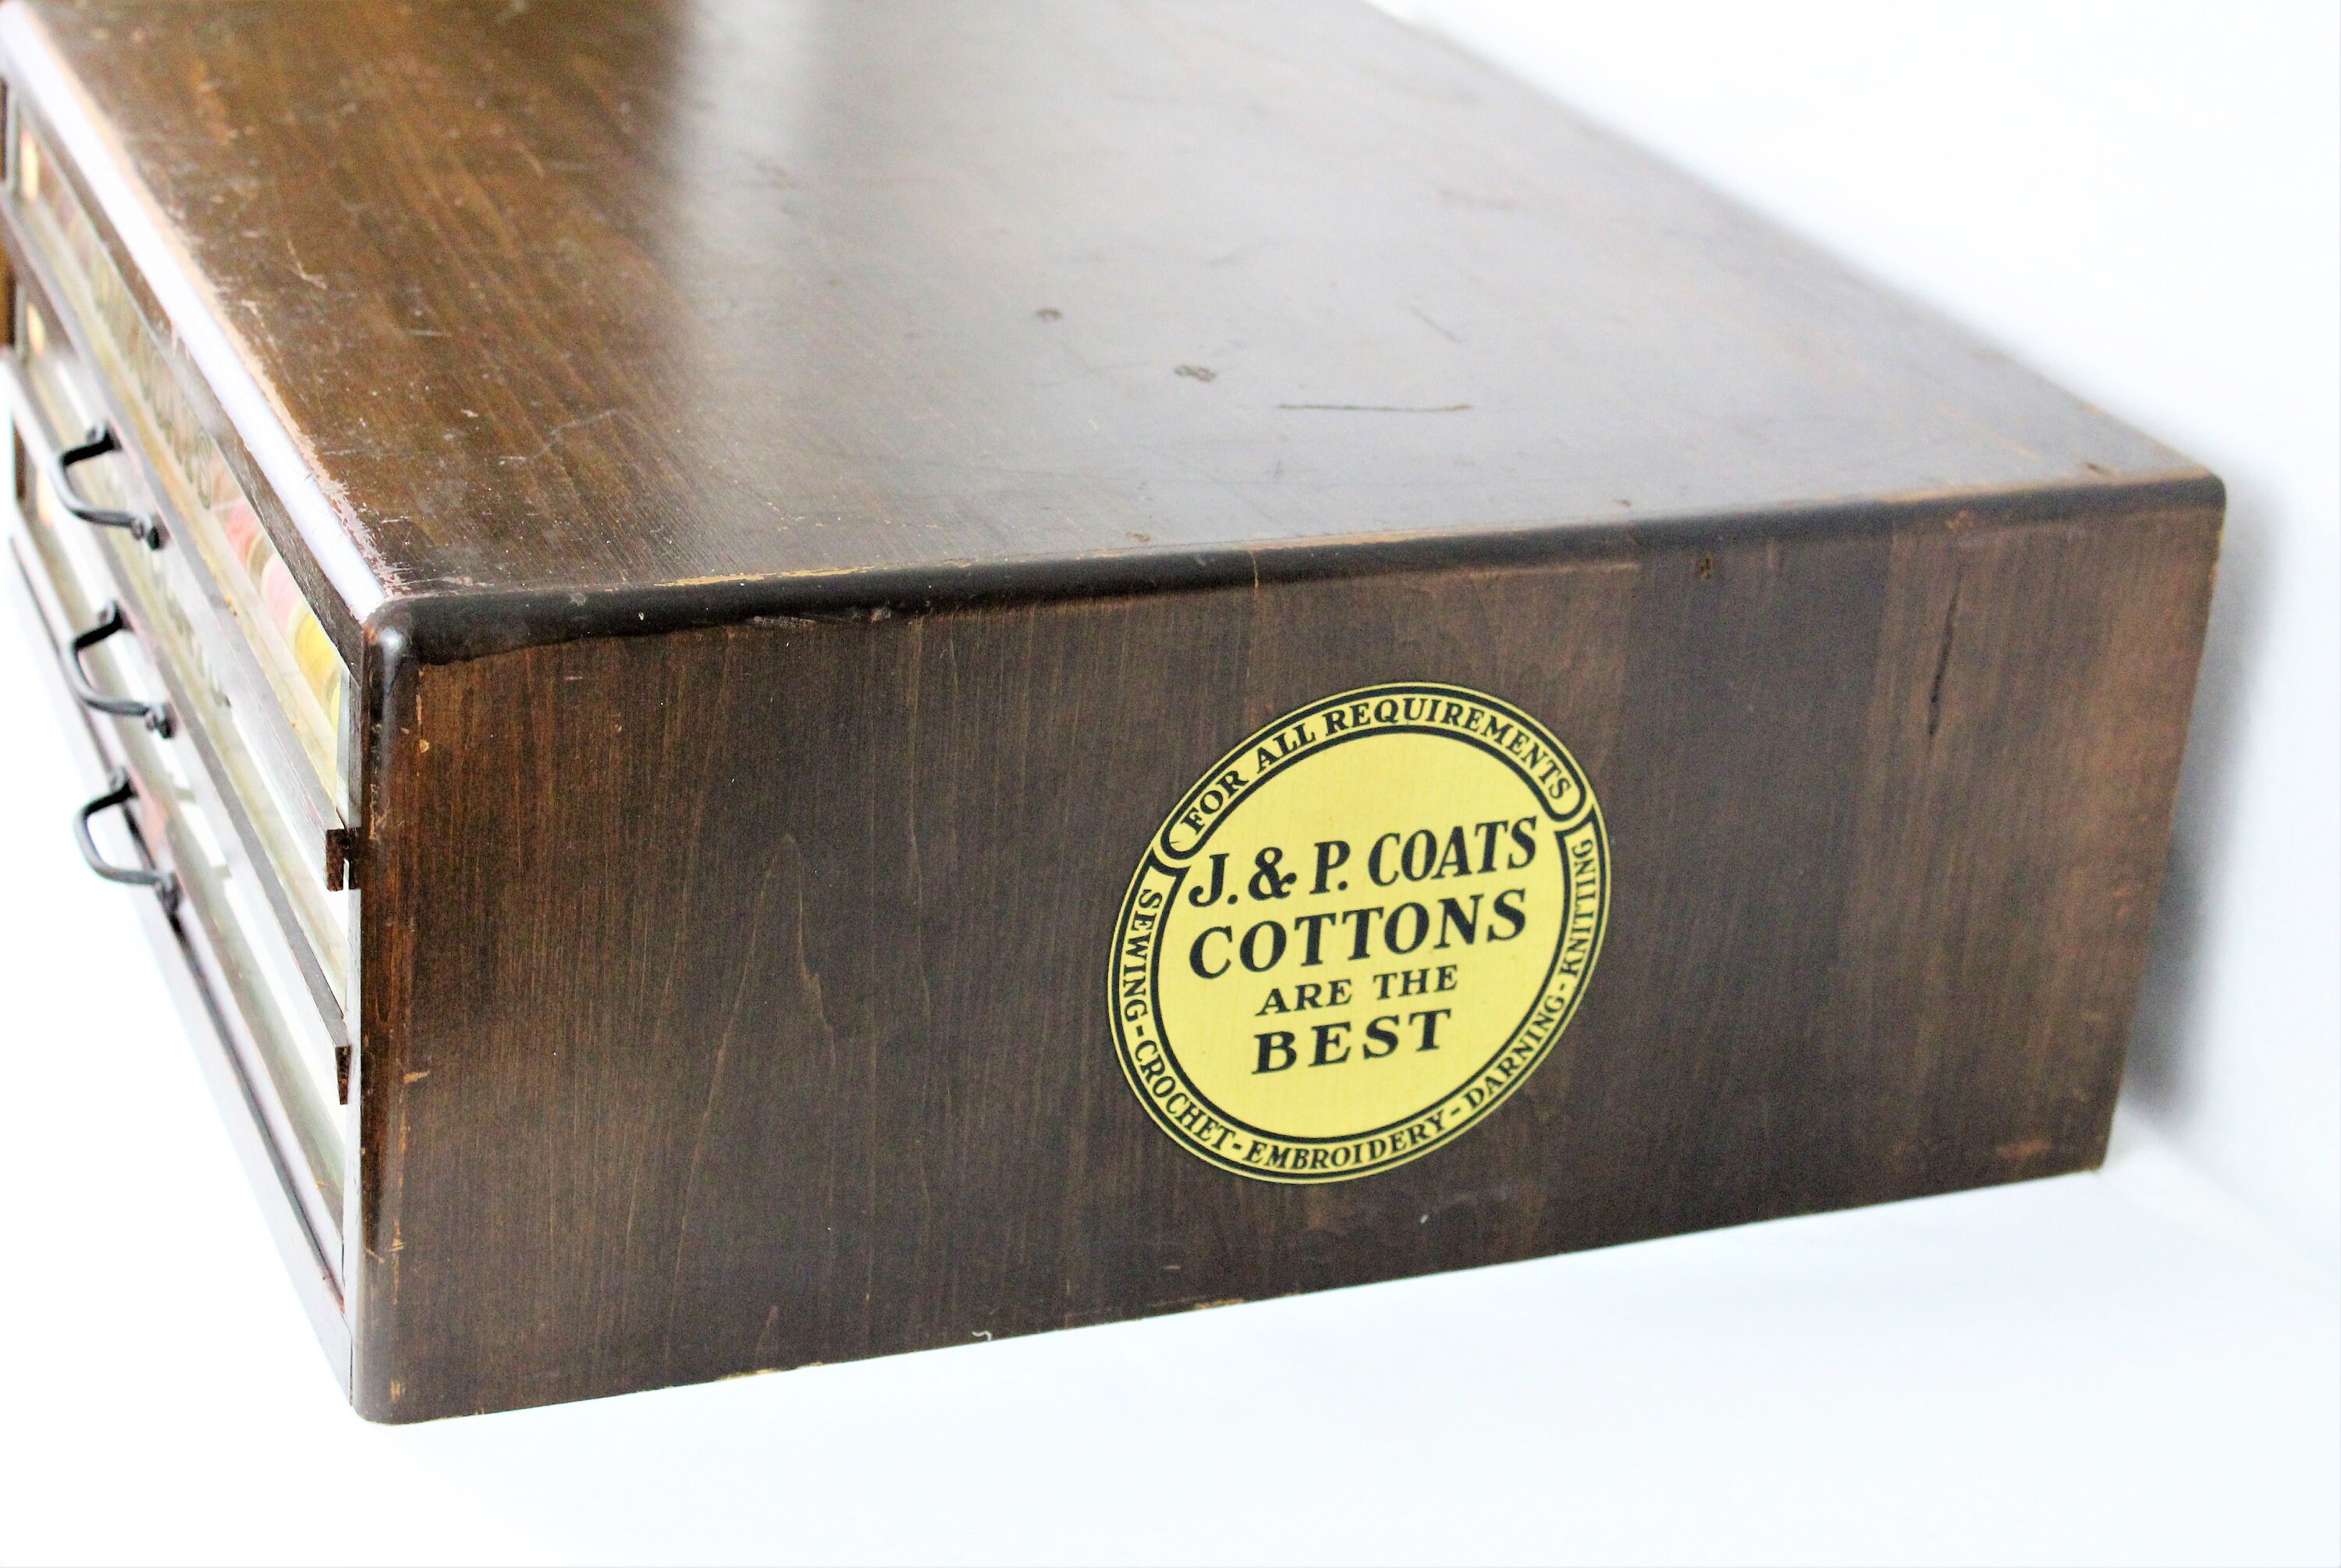 FOR ALL REQUIREMENTS
J. & P. COATS
COTTONS
ARE THE
BEST
SEWING-CROCHET-EMBROIDERY-DARNING-KNITTING